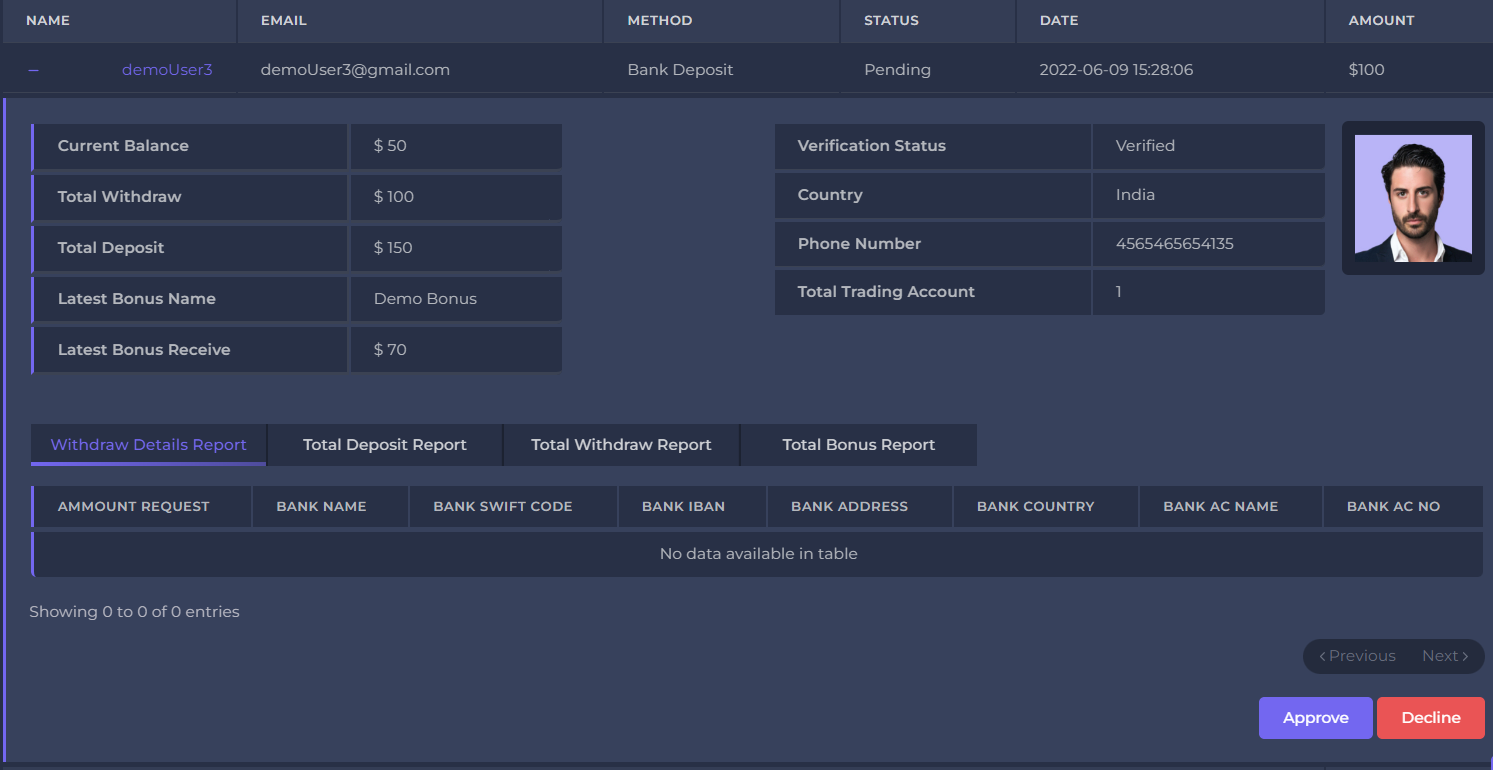 NAME EMAIL METHOD STATUS DATE AMOUNT
– demoUser3 demoUser3@gmail.com Bank Deposit Pending 2022-06-09 15:28:06 $100
Current Balance $ 50
Total Withdraw $ 100
Total Deposit $ 150
Latest Bonus Name Demo Bonus
Latest Bonus Receive $ 70
Verification Status Verified
Country India
Phone Number 4565465654135
Total Trading Account 1
Withdraw Details Report Total Deposit Report Total Withdraw Report Total Bonus Report
AMMOUNT REQUEST BANK NAME BANK SWIFT CODE BANK IBAN BANK ADDRESS BANK COUNTRY BANK AC NAME BANK AC NO
No data available in table
Showing 0 to 0 of 0 entries
‹ Previous Next ›
Approve Decline